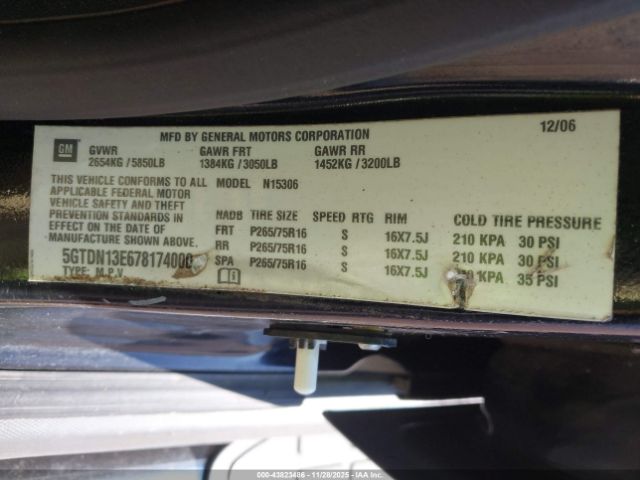 MFD BY GENERAL MOTORS CORPORATION 12/06
GM
GVWR GAWR FRT GAWR RR
2654KG / 5850LB 1384KG / 3050LB 1452KG / 3200LB
THIS VEHICLE CONFORMS TO ALL MODEL N15306
APPLICABLE FEDERAL MOTOR
VEHICLE SAFETY AND THEFT
PREVENTION STANDARDS IN
EFFECT ON THE DATE OF
MANUFACTURE SHOWN ABOVE
NADB TIRE SIZE SPEED RTG RIM COLD TIRE PRESSURE
FRT P265/75R16 S 16X7.5J 210 KPA 30 PSI
RR P265/75R16 S 16X7.5J 210 KPA 30 PSI
SPA P265/75R16 S 16X7.5J KPA 35 PSI
5GTDN13E678174000
TYPE: M.P.V
000-43823486 - 11/28/2025 - IAAI.COM